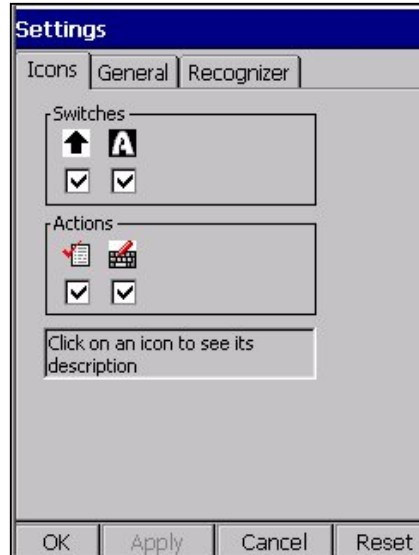 Settings
Icons General Recognizer
Switches
Actions
Click on an icon to see its
description
OK Apply Cancel Reset